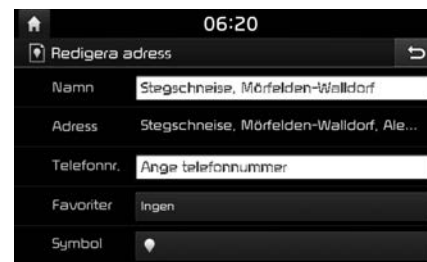 06:20
Redigera adress
Namn Stegschneise, Mörfelden-Walldorf
Adress Stegschneise, Mörfelden-Walldorf, Ale...
Telefonnr. Ange telefonnummer
Favoriter Ingen
Symbol